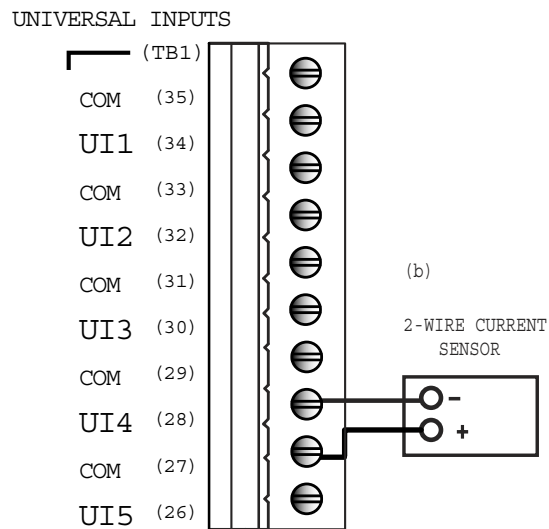 UNIVERSAL INPUTS
(TB1)
COM (35)
UI1 (34)
COM (33)
UI2 (32)
COM (31)
UI3 (30)
COM (29)
UI4 (28)
COM (27)
UI5 (26)
(b)
2-WIRE CURRENT
SENSOR
-
+